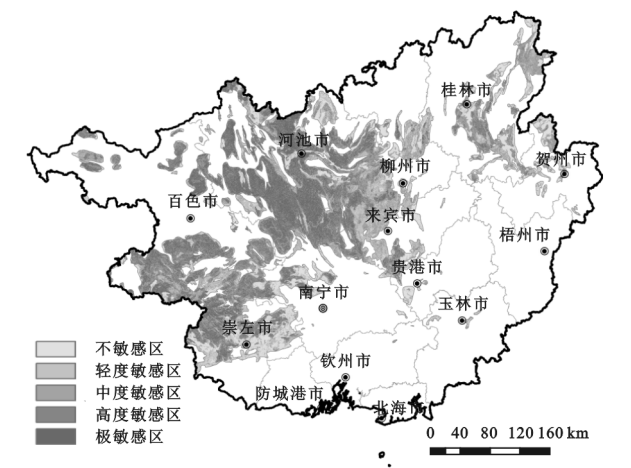 桂林市
河池市
柳州市
贺州市
百色市
来宾市
梧州市
贵港市
南宁市
玉林市
崇左市
钦州市
防城港市
北海市
不敏感区
轻度敏感区
中度敏感区
高度敏感区
极敏感区
0 40 80 120 160 km